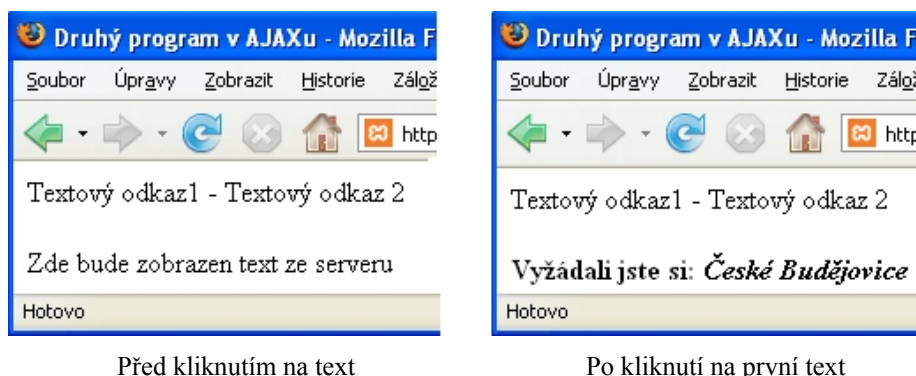 Druhý program v AJAXu - Mozilla F
Soubor Úpravy Zobrazit Historie Zálož
http
Textový odkaz1 - Textový odkaz 2
Zde bude zobrazen text ze serveru
Hotovo
Před kliknutím na text
Druhý program v AJAXu - Mozilla F
Soubor Úpravy Zobrazit Historie Zálož
http
Textový odkaz1 - Textový odkaz 2
Vyžádali jste si: České Budějovice
Hotovo
Po kliknutí na první text